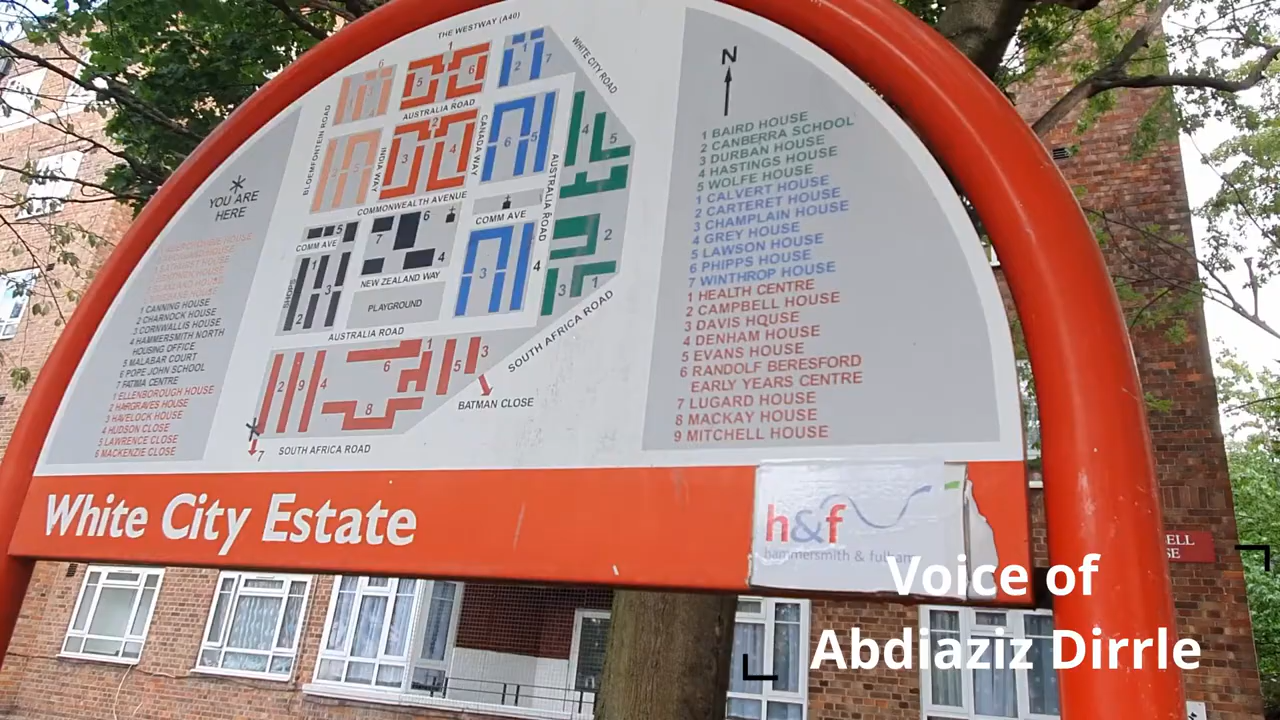 THE WESTWAY (A40)
WHITE CITY ROAD
BLOEMFONTEIN ROAD
AUSTRALIA ROAD
INDIA WAY
CANADA WAY
AUSTRALIA ROAD
COMMONWEALTH AVENUE
COMM AVE
COMM AVE
NEW ZEALAND WAY
SHOPS
PLAYGROUND
AUSTRALIA ROAD
SOUTH AFRICA ROAD
BATMAN CLOSE
SOUTH AFRICA ROAD
YOU ARE
HERE
1 CANNING HOUSE
2 CHARNOCK HOUSE
3 CORNWALLIS HOUSE
4 HAMMERSMITH NORTH
HOUSING OFFICE
5 MALABAR COURT
6 POPE JOHN SCHOOL
7 FATIMA CENTRE
1 ELLENBOROUGH HOUSE
2 HARGRAVES HOUSE
3 HAVELOCK HOUSE
4 HUDSON CLOSE
5 LAWRENCE CLOSE
6 MACKENZIE CLOSE
N
1 BAIRD HOUSE
2 CANBERRA SCHOOL
3 DURBAN HOUSE
4 HASTINGS HOUSE
5 WOLFE HOUSE
1 CALVERT HOUSE
2 CARTERET HOUSE
3 CHAMPLAIN HOUSE
4 GREY HOUSE
5 LAWSON HOUSE
6 PHIPPS HOUSE
7 WINTHROP HOUSE
1 HEALTH CENTRE
2 CAMPBELL HOUSE
3 DAVIS HOUSE
4 DENHAM HOUSE
5 EVANS HOUSE
6 RANDOLF BERESFORD
EARLY YEARS CENTRE
7 LUGARD HOUSE
8 MACKAY HOUSE
9 MITCHELL HOUSE
White City Estate
h&f
hammersmith & fulham
ELL
SE
Voice of
Abdiaziz Dirrle